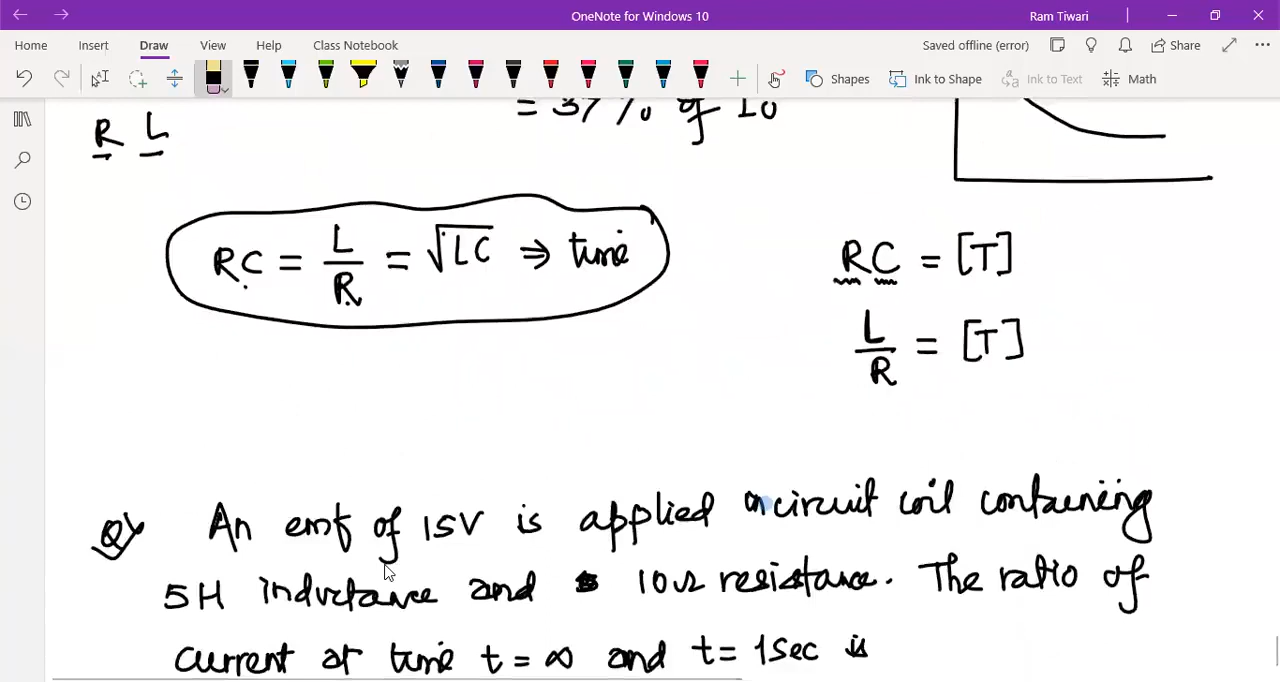 OneNote for Windows 10
Ram Tiwari
Home Insert Draw View Help Class Notebook
Saved offline (error) Share
Shapes Ink to Shape Ink to Text Math
= 37% of I0
R L
RC = L/R = √LC ⇒ time
RC = [T]
L/R = [T]
Q An emf of 15V is applied on circuit coil containing
5H inductance and 10Ω resistance. The ratio of
current at time t = ∞ and t = 1sec is